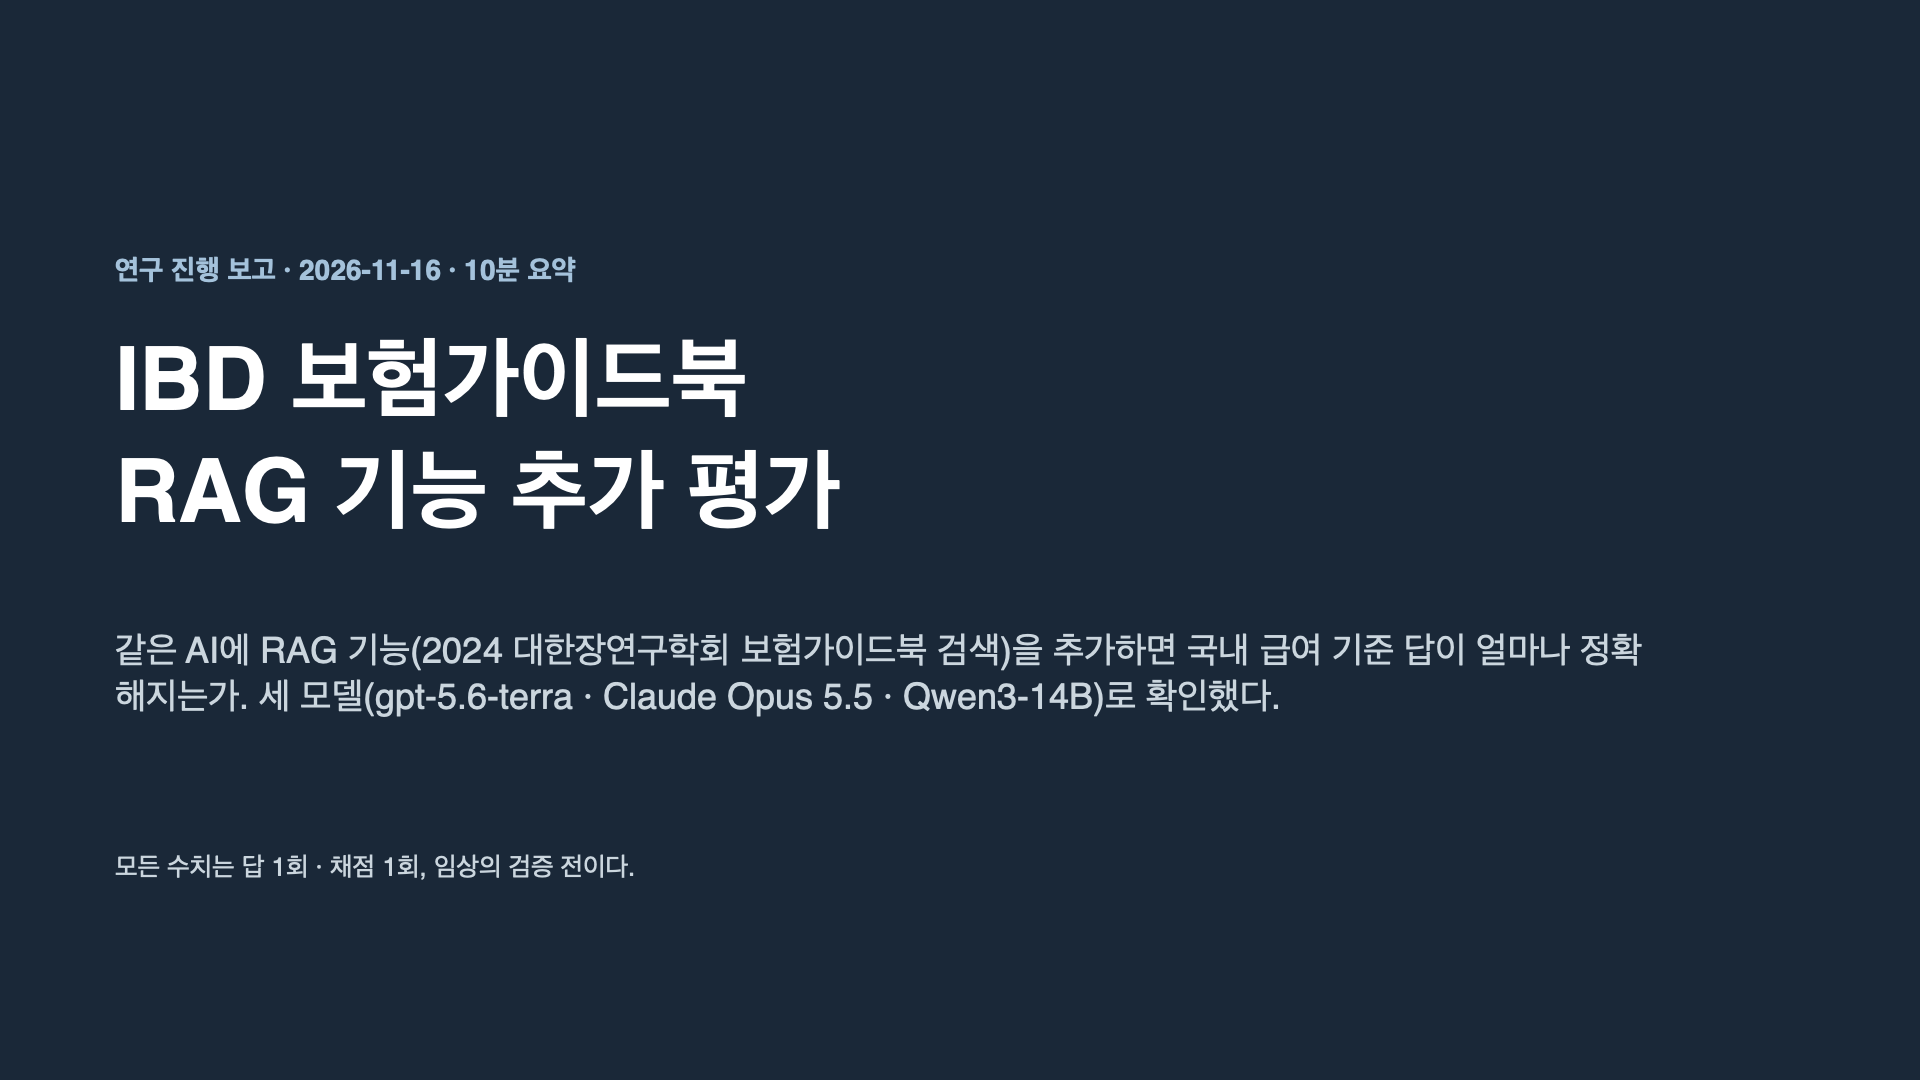 연구 진행 보고 · 2026-11-16 · 10분 요약
IBD 보험가이드북
RAG 기능 추가 평가
같은 AI에 RAG 기능(2024 대한장연구학회 보험가이드북 검색)을 추가하면 국내 급여 기준 답이 얼마나 정확
해지는가. 세 모델(gpt-5.6-terra · Claude Opus 5.5 · Qwen3-14B)로 확인했다.
모든 수치는 답 1회 · 채점 1회, 임상의 검증 전이다.